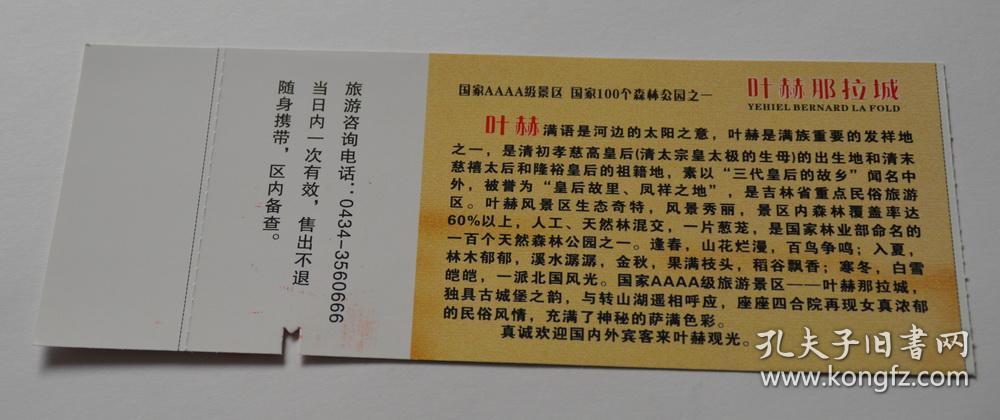 旅游咨询电话：0434-3560666
当日内一次有效，售出不退
随身携带，区内备查。
国家AAAA级景区 国家100个森林公园之一
叶赫那拉城
YEHIEL BERNARD LA FOLD
叶赫满语是河边的太阳之意，叶赫是满族重要的发祥地
之一，是清初孝慈高皇后(清太宗皇太极的生母)的出生地和清末
慈禧太后和隆裕皇后的祖籍地，素以“三代皇后的故乡”闻名中
外，被誉为“皇后故里、凤祥之地”，是吉林省重点民俗旅游
区。叶赫风景区生态奇特，风景秀丽，景区内森林覆盖率达
60%以上，人工、天然林混交，一片葱茏，是国家林业部命名的
一百个天然森林公园之一。逢春，山花烂漫，百鸟争鸣；入夏，
林木郁郁，溪水潺潺，金秋，果满枝头，稻谷飘香；寒冬，白雪
皑皑，一派北国风光。国家AAAA级旅游景区——叶赫那拉城，
独具古城堡之韵，与转山湖遥相呼应，座座四合院再现女真浓郁
的民俗风情，充满了神秘的萨满色彩。
真诚欢迎国内外宾客来叶赫观光。
孔夫子旧书网
www.kongfz.com